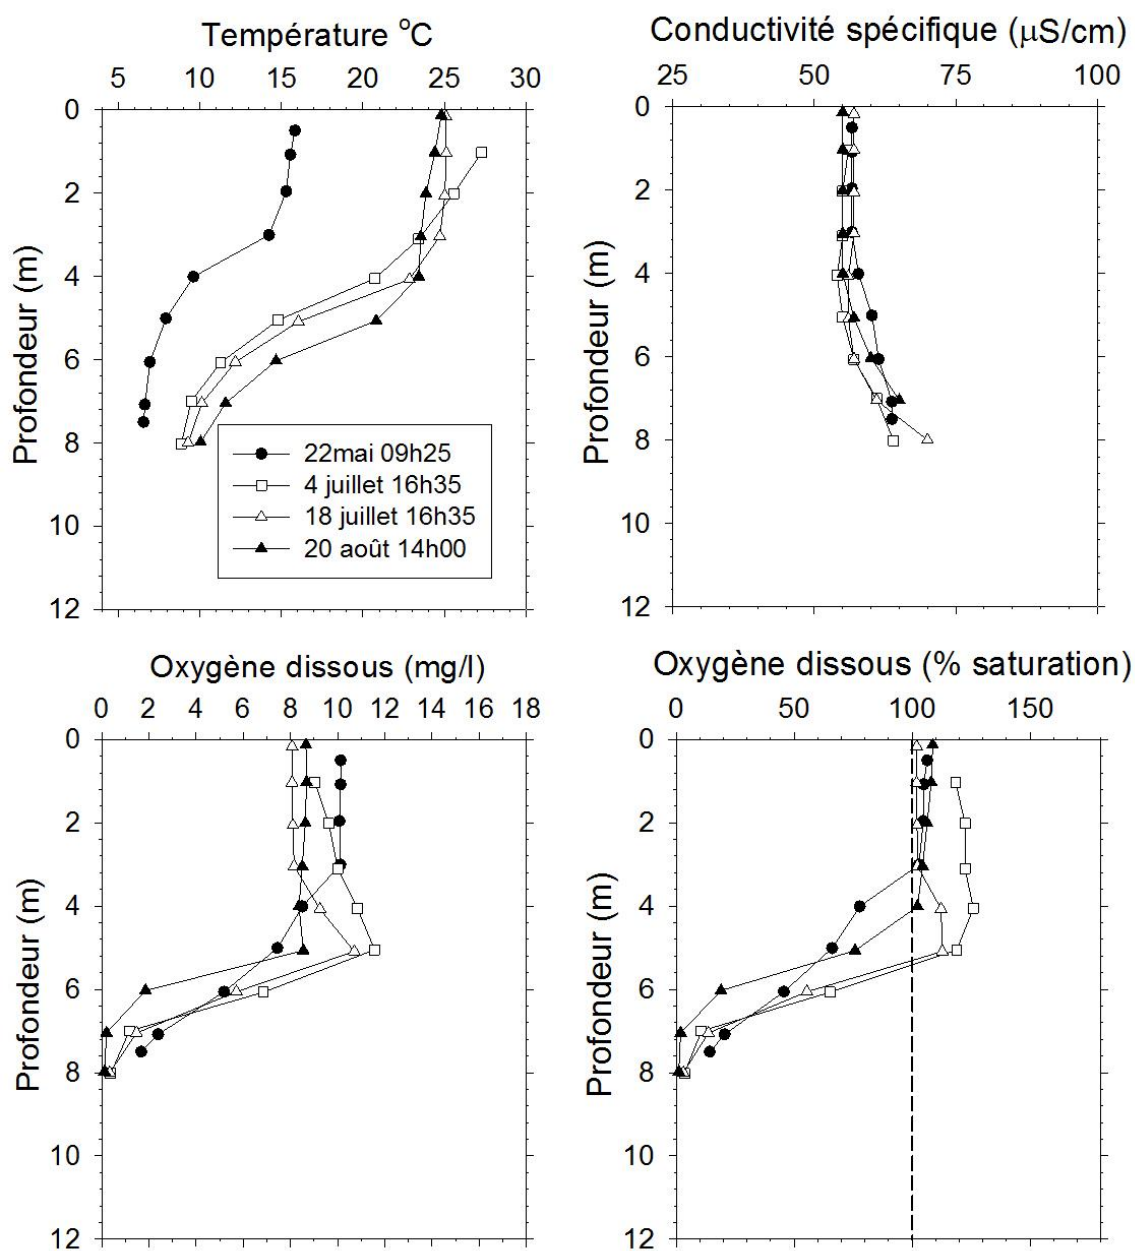 Température °C
5 10 15 20 25 30
Profondeur (m)
0
2
4
6
8
10
12
22mai 09h25
4 juillet 16h35
18 juillet 16h35
20 août 14h00
Conductivité spécifique (µS/cm)
25 50 75 100
Profondeur (m)
0
2
4
6
8
10
12
Oxygène dissous (mg/l)
0 2 4 6 8 10 12 14 16 18
Profondeur (m)
0
2
4
6
8
10
12
Oxygène dissous (% saturation)
0 50 100 150
Profondeur (m)
0
2
4
6
8
10
12